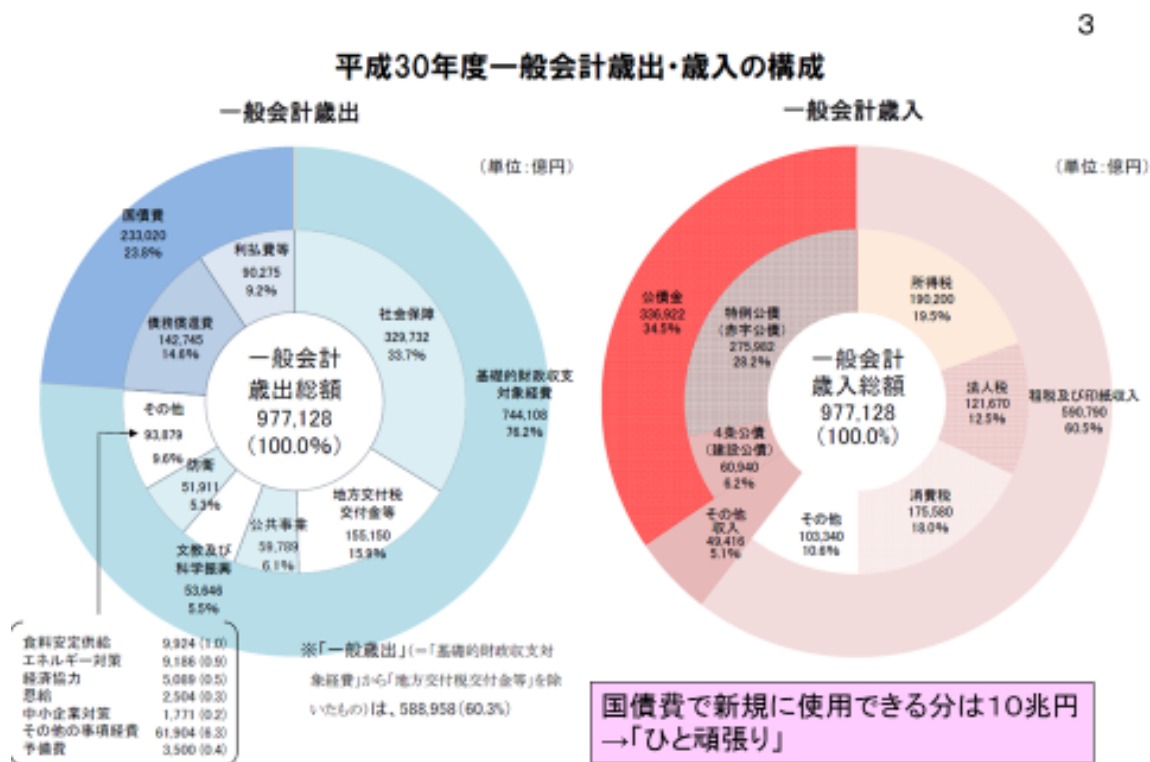 3
平成30年度一般会計歳出・歳入の構成
一般会計歳出
(単位:億円)
国債費
233,020
23.8%
利払費等
90,275
9.2%
債務償還費
142,745
14.6%
社会保障
329,732
33.7%
一般会計
歳出総額
977,128
(100.0%)
基礎的財政収支
対象経費
744,108
76.2%
その他
93,879
9.6%
防衛
51,911
5.3%
文教及び
科学振興
53,646
5.5%
公共事業
59,789
6.1%
地方交付税
交付金等
155,150
15.9%
食料安定供給 9,924 (1.0)
エネルギー対策 9,186 (0.9)
経済協力 5,089 (0.5)
恩給 2,504 (0.3)
中小企業対策 1,771 (0.2)
その他の事項経費 61,904 (6.3)
予備費 3,500 (0.4)
※「一般歳出」(=「基礎的財政収支対
象経費」から「地方交付税交付金等」を除
いたもの)は、588,958(60.3%)
一般会計歳入
(単位:億円)
公債金
336,922
34.5%
特例公債
(赤字公債)
275,982
28.2%
4条公債
(建設公債)
60,940
6.2%
その他
収入
49,416
5.1%
一般会計
歳入総額
977,128
(100.0%)
所得税
190,200
19.5%
法人税
121,670
12.5%
租税及び印紙収入
590,790
60.5%
消費税
175,580
18.0%
その他
103,340
10.6%
国債費で新規に使用できる分は10兆円
→「ひと頑張り」